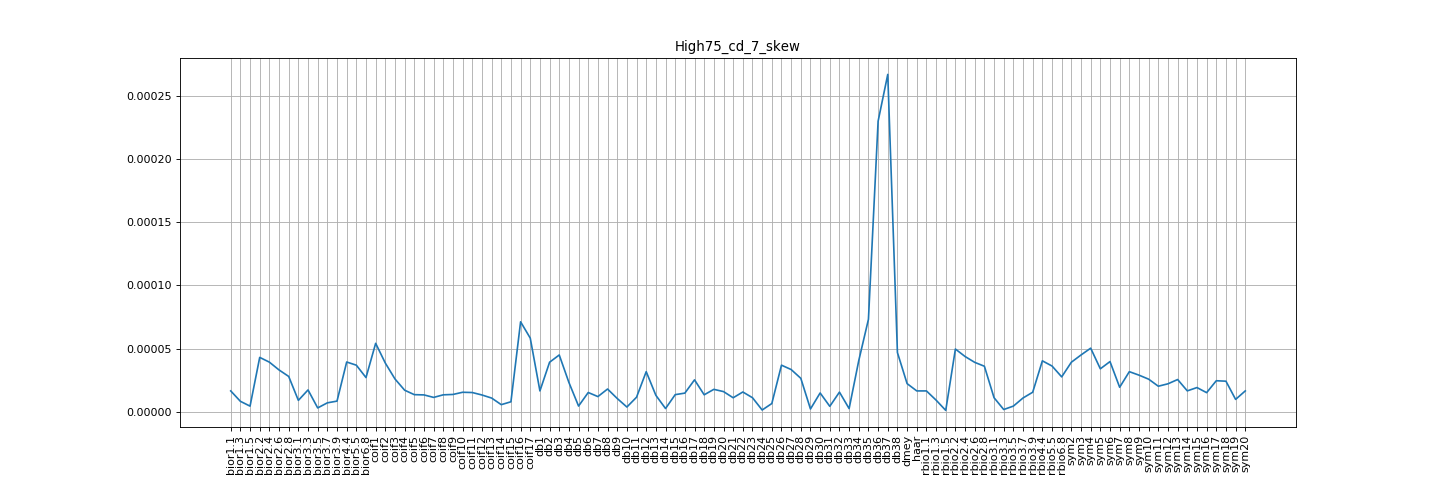 High75_cd_7_skew
0.00025
0.00020
0.00015
0.00010
0.00005
0.00000
bior1.1
bior1.3
bior1.5
bior2.2
bior2.4
bior2.6
bior2.8
bior3.1
bior3.3
bior3.5
bior3.7
bior3.9
bior4.4
bior5.5
bior6.8
coif1
coif2
coif3
coif4
coif5
coif6
coif7
coif8
coif9
coif10
coif11
coif12
coif13
coif14
coif15
coif16
coif17
db1
db2
db3
db4
db5
db6
db7
db8
db9
db10
db11
db12
db13
db14
db15
db16
db17
db18
db19
db20
db21
db22
db23
db24
db25
db26
db27
db28
db29
db30
db31
db32
db33
db34
db35
db36
db37
db38
dmey
haar
rbio1.1
rbio1.3
rbio1.5
rbio2.2
rbio2.4
rbio2.6
rbio2.8
rbio3.1
rbio3.3
rbio3.5
rbio3.7
rbio3.9
rbio4.4
rbio5.5
rbio6.8
sym2
sym3
sym4
sym5
sym6
sym7
sym8
sym9
sym10
sym11
sym12
sym13
sym14
sym15
sym16
sym17
sym18
sym19
sym20